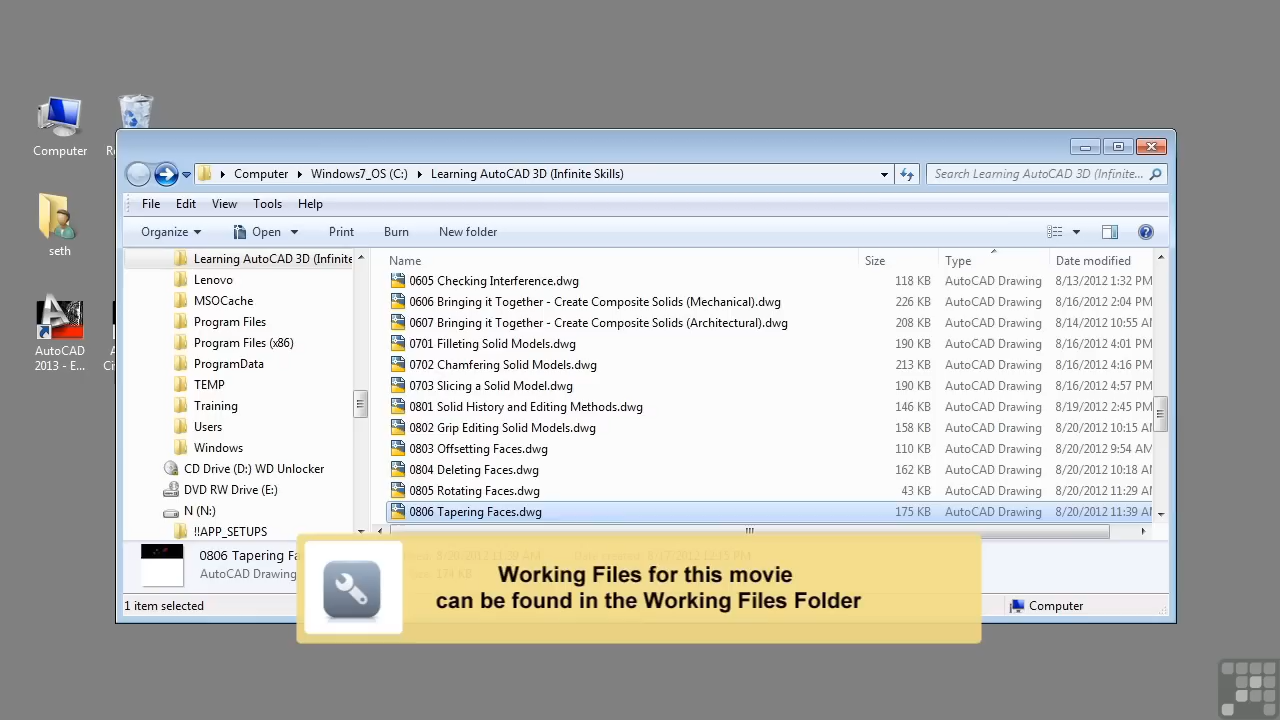 Computer
seth
AutoCAD
2013 - E...
Computer
Windows7_OS (C:)
Learning AutoCAD 3D (Infinite Skills)
Search Learning AutoCAD 3D (Infinite...
File Edit View Tools Help
Organize Open Print Burn New folder
Learning AutoCAD 3D (Infinite
Lenovo
MSOCache
Program Files
Program Files (x86)
ProgramData
TEMP
Training
Users
Windows
CD Drive (D:) WD Unlocker
DVD RW Drive (E:)
N (N:)
!!APP_SETUPS
Name Size Type Date modified
0605 Checking Interference.dwg 118 KB AutoCAD Drawing 8/13/2012 1:32 PM
0606 Bringing it Together - Create Composite Solids (Mechanical).dwg 226 KB AutoCAD Drawing 8/16/2012 2:04 PM
0607 Bringing it Together - Create Composite Solids (Architectural).dwg 208 KB AutoCAD Drawing 8/14/2012 10:55 AM
0701 Filleting Solid Models.dwg 190 KB AutoCAD Drawing 8/16/2012 4:01 PM
0702 Chamfering Solid Models.dwg 213 KB AutoCAD Drawing 8/16/2012 4:16 PM
0703 Slicing a Solid Model.dwg 190 KB AutoCAD Drawing 8/16/2012 4:57 PM
0801 Solid History and Editing Methods.dwg 146 KB AutoCAD Drawing 8/19/2012 2:45 PM
0802 Grip Editing Solid Models.dwg 158 KB AutoCAD Drawing 8/20/2012 10:15 AM
0803 Offsetting Faces.dwg 110 KB AutoCAD Drawing 8/20/2012 9:54 AM
0804 Deleting Faces.dwg 162 KB AutoCAD Drawing 8/20/2012 10:18 AM
0805 Rotating Faces.dwg 43 KB AutoCAD Drawing 8/20/2012 11:29 AM
0806 Tapering Faces.dwg 175 KB AutoCAD Drawing 8/20/2012 11:39 AM
0806 Tapering Fa
AutoCAD Drawing
1 item selected
Computer
Working Files for this movie
can be found in the Working Files Folder